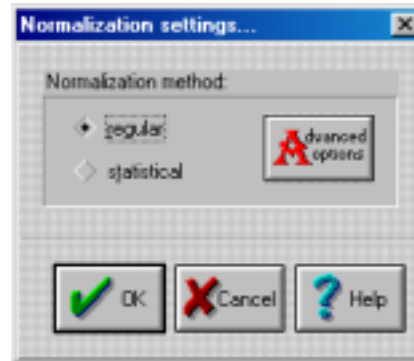 Normalization settings...
Normalization method:
regular
statistical
Advanced
options
OK
Cancel
Help